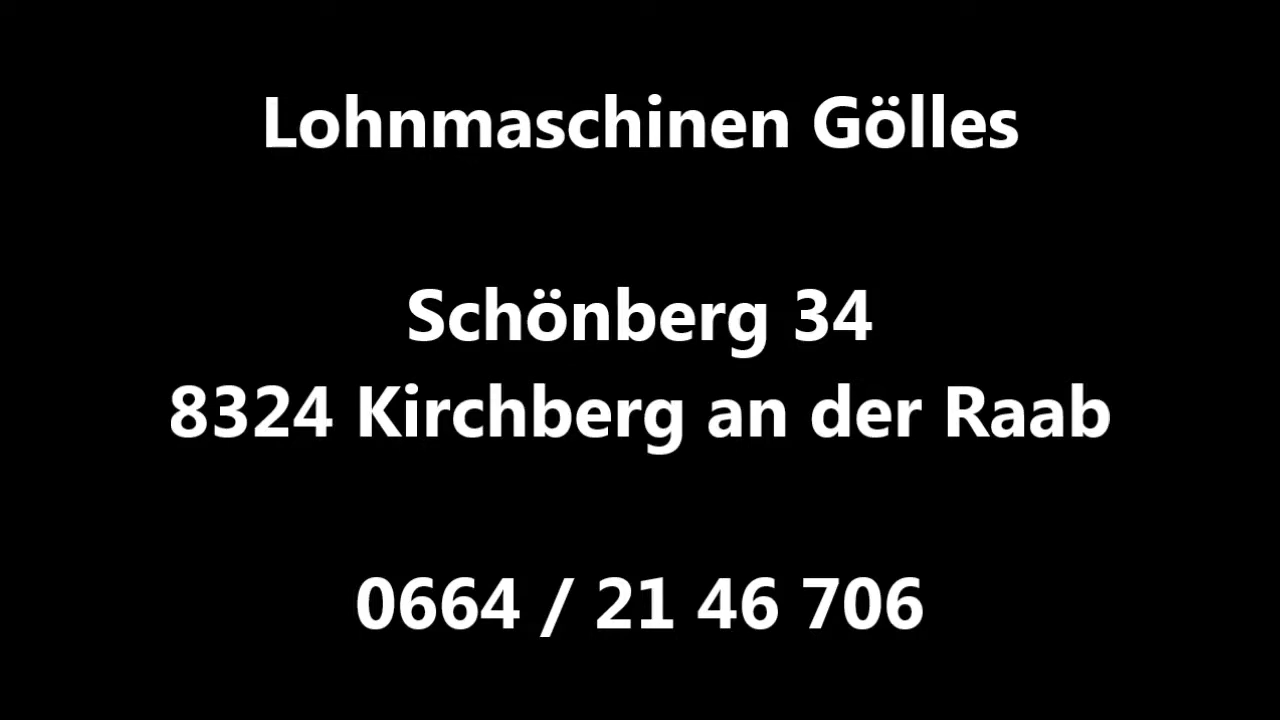 Lohnmaschinen Gölles
Schönberg 34
8324 Kirchberg an der Raab
0664 / 21 46 706